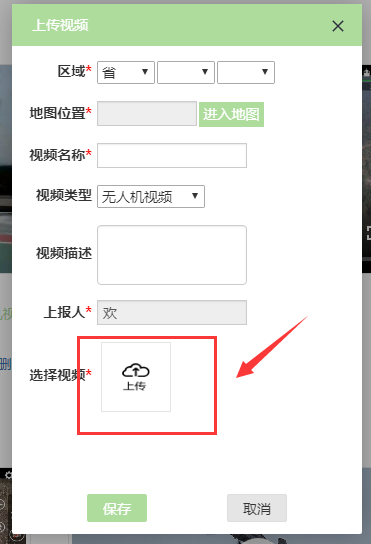 上传视频
区域* 省
地图位置* 进入地图
视频名称*
视频类型 无人机视频
视频描述
上报人* 欢
选择视频* 上传
保存 取消
视
删